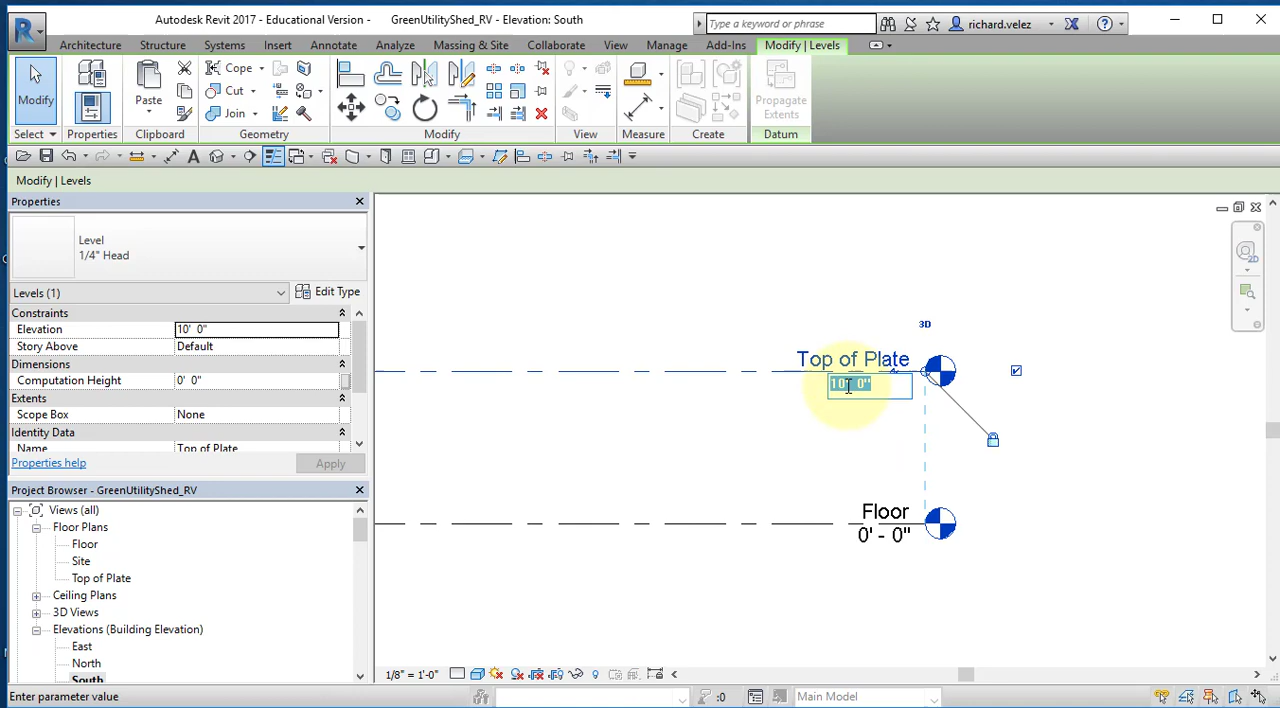 Autodesk Revit 2017 - Educational Version - GreenUtilityShed_RV - Elevation: South
Type a keyword or phrase
richard.velez
Architecture Structure Systems Insert Annotate Analyze Massing & Site Collaborate View Manage Add-Ins Modify | Levels
Modify
Paste
Cope
Cut
Join
Propagate
Extents
Select Properties Clipboard Geometry Modify View Measure Create Datum
Modify | Levels
Properties
Level
1/4" Head
Levels (1)
Edit Type
Constraints
Elevation 10' 0"
Story Above Default
Dimensions
Computation Height 0' 0"
Extents
Scope Box None
Identity Data
Name Top of Plate
Properties help
Apply
Project Browser - GreenUtilityShed_RV
Views (all)
Floor Plans
Floor
Site
Top of Plate
Ceiling Plans
3D Views
Elevations (Building Elevation)
East
North
South
3D
2D
Top of Plate
10' 0"
Floor
0' - 0"
1/8" = 1'-0"
Enter parameter value
:0
Main Model